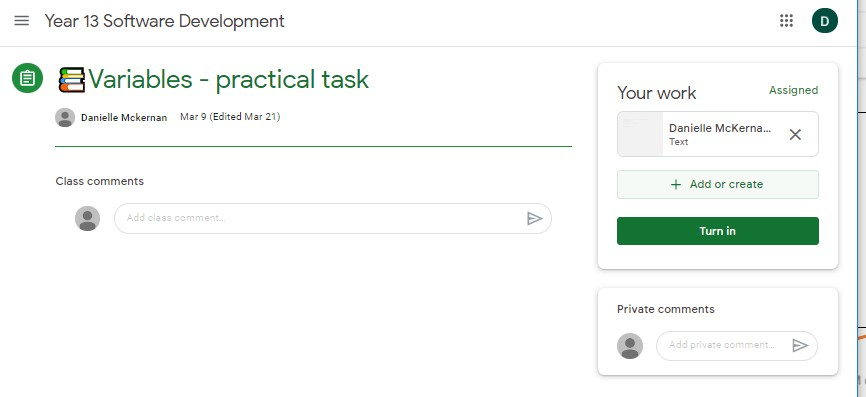 Year 13 Software Development
D
Variables - practical task
Danielle Mckernan Mar 9 (Edited Mar 21)
Class comments
Add class comment...
Your work Assigned
Danielle McKerna...
Text
+ Add or create
Turn in
Private comments
Add private comment...